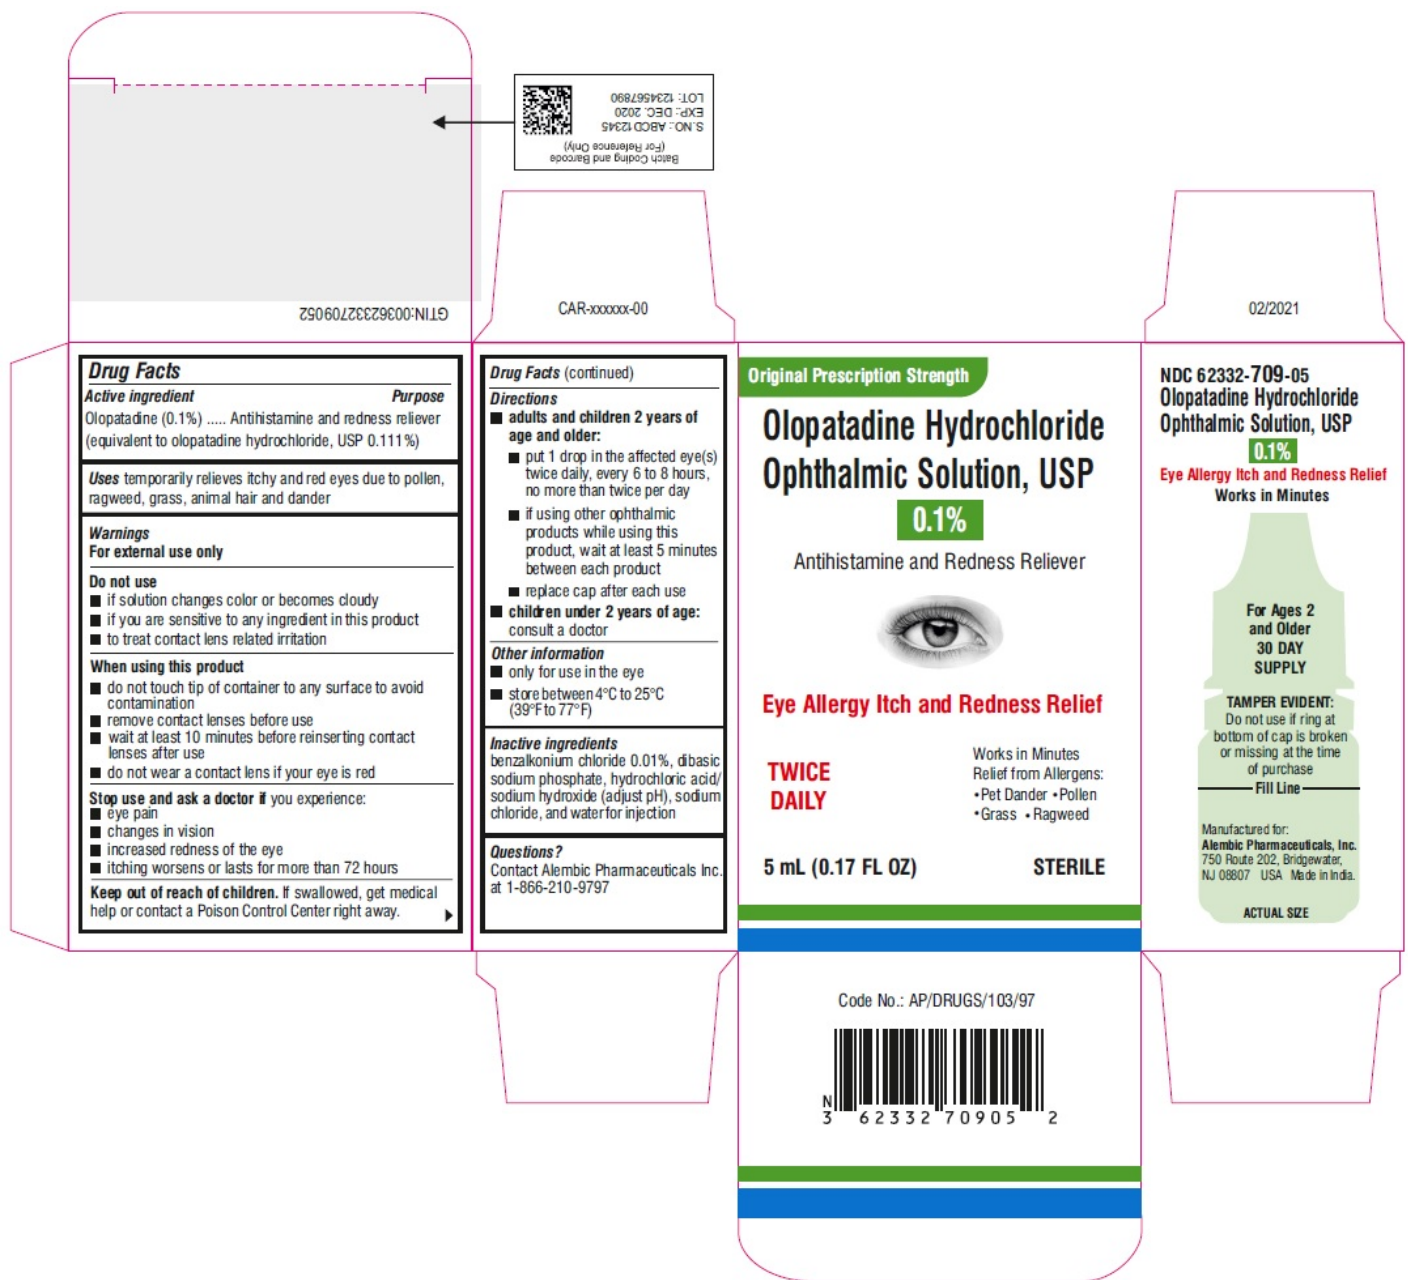 Batch Coding and Barcode
(For Reference Only)
S.NO.: ABCD12345
EXP.: DEC. 2020
LOT: 1234567890
GTIN:00362332709052
CAR-xxxxxx-00
02/2021
Drug Facts
Active ingredient Purpose
Olopatadine (0.1%) ..... Antihistamine and redness reliever
(equivalent to olopatadine hydrochloride, USP 0.111%)
Uses temporarily relieves itchy and red eyes due to pollen,
ragweed, grass, animal hair and dander
Warnings
For external use only
Do not use
■ if solution changes color or becomes cloudy
■ if you are sensitive to any ingredient in this product
■ to treat contact lens related irritation
When using this product
■ do not touch tip of container to any surface to avoid
contamination
■ remove contact lenses before use
■ wait at least 10 minutes before reinserting contact
lenses after use
■ do not wear a contact lens if your eye is red
Stop use and ask a doctor if you experience:
■ eye pain
■ changes in vision
■ increased redness of the eye
■ itching worsens or lasts for more than 72 hours
Keep out of reach of children. If swallowed, get medical
help or contact a Poison Control Center right away.
Drug Facts (continued)
Directions
■ adults and children 2 years of
age and older:
■ put 1 drop in the affected eye(s)
twice daily, every 6 to 8 hours,
no more than twice per day
■ if using other ophthalmic
products while using this
product, wait at least 5 minutes
between each product
■ replace cap after each use
■ children under 2 years of age:
consult a doctor
Other information
■ only for use in the eye
■ store between 4°C to 25°C
(39°F to 77°F)
Inactive ingredients
benzalkonium chloride 0.01%, dibasic
sodium phosphate, hydrochloric acid/
sodium hydroxide (adjust pH), sodium
chloride, and water for injection
Questions?
Contact Alembic Pharmaceuticals Inc.
at 1-866-210-9797
Original Prescription Strength
Olopatadine Hydrochloride
Ophthalmic Solution, USP
0.1%
Antihistamine and Redness Reliever
Eye Allergy Itch and Redness Relief
TWICE
DAILY
Works in Minutes
Relief from Allergens:
•Pet Dander •Pollen
•Grass •Ragweed
5 mL (0.17 FL OZ) STERILE
Code No.: AP/DRUGS/103/97
N
3 62332 70905 2
NDC 62332-709-05
Olopatadine Hydrochloride
Ophthalmic Solution, USP
0.1%
Eye Allergy Itch and Redness Relief
Works in Minutes
For Ages 2
and Older
30 DAY
SUPPLY
TAMPER EVIDENT:
Do not use if ring at
bottom of cap is broken
or missing at the time
of purchase
Fill Line
Manufactured for:
Alembic Pharmaceuticals, Inc.
750 Route 202, Bridgewater,
NJ 08807 USA Made in India.
ACTUAL SIZE